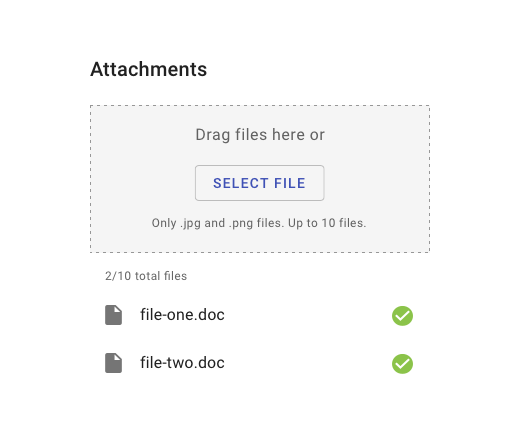 Attachments
Drag files here or
SELECT FILE
Only .jpg and .png files. Up to 10 files.
2/10 total files
file-one.doc
file-two.doc